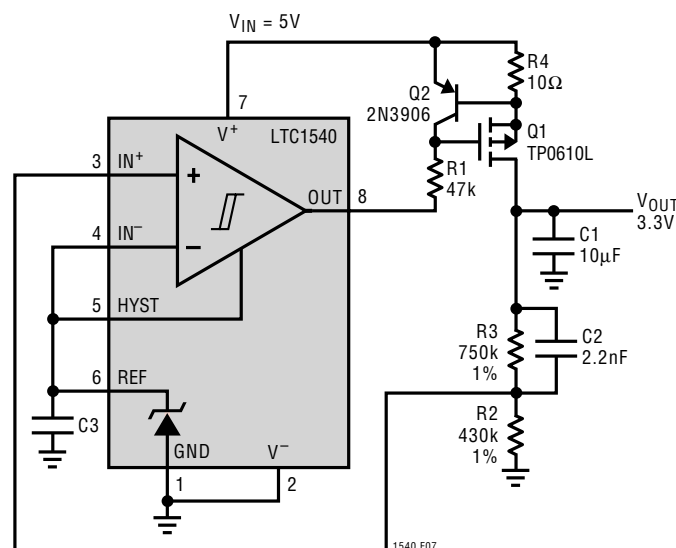 VIN = 5V
R4
10Ω
Q2
2N3906
7
V+
LTC1540
Q1
TP0610L
3
IN+
+
R1
47k
OUT
8
VOUT
3.3V
4
IN–
–
C1
10µF
5
HYST
R3
750k
1%
C2
2.2nF
6
REF
C3
R2
430k
1%
GND
V–
1
2
1540 F07